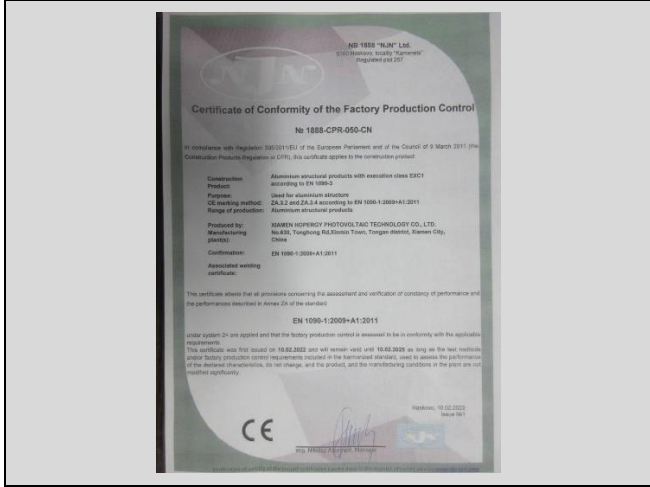 NJN
NB 1888 "NJN" Ltd.
6300 Haskovo, locality "Kamenete"
Regulated plot 267
Certificate of Conformity of the Factory Production Control
№ 1888-CPR-050-CN
In compliance with Regulation 305/2011/EU of the European Parliament and of the Council of 9 March 2011 (the
Construction Products Regulation or CPR), this certificate applies to the construction product:
Construction Product: Aluminium structural products with execution class EXC1 according to EN 1090-3
Purpose: Used for aluminium structure
CE marking method: ZA.3.2 and ZA.3.4 according to EN 1090-1:2009+A1:2011
Range of production: Aluminium structural products
Produced by: XIAMEN HOPERGY PHOTOVOLTAIC TECHNOLOGY CO., LTD.
Manufacturing plant(s): Tonghong Rd, Town, Tongan district, Xiamen City, China
Confirmation: EN 1090-1:2009+A1:2011
Associated welding certificate:
This certificate attests that all provisions concerning the assessment and verification of constancy of performance and
the performances described in Annex ZA of the standard
EN 1090-1:2009+A1:2011
under system 2+ are applied and that the factory production control is assessed to be in conformity with the applicable
requirements.
This certificate was first issued on 10.02.2022 and will remain valid until 10.02.2025 as long as the test methods
and/or factory production control requirements included in the harmonized standard, used to assess the performance
of the declared characteristics, do not change, and the product, and the manufacturing conditions in the plant are not
modified significantly.
Haskovo, 10.02.2022
Issue №1
CE
NJN
Manager